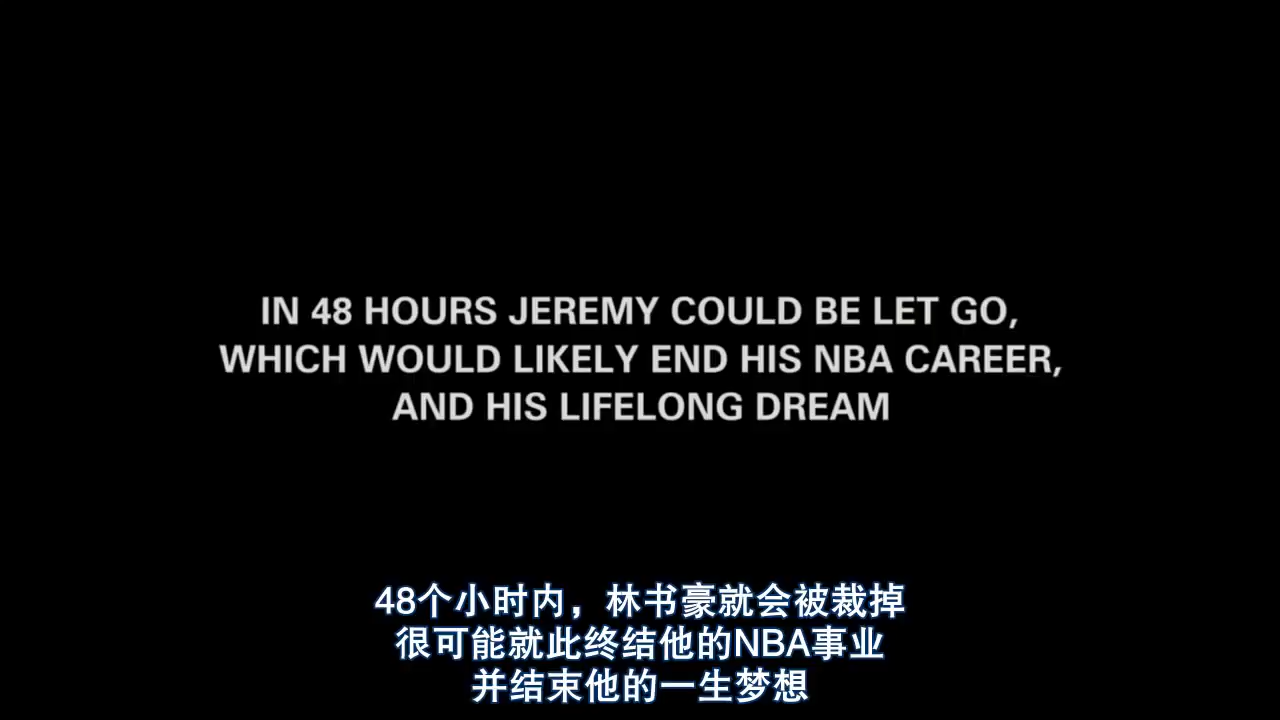 IN 48 HOURS JEREMY COULD BE LET GO,
WHICH WOULD LIKELY END HIS NBA CAREER,
AND HIS LIFELONG DREAM
48个小时内，林书豪就会被裁掉
很可能就此终结他的NBA事业
并结束他的一生梦想